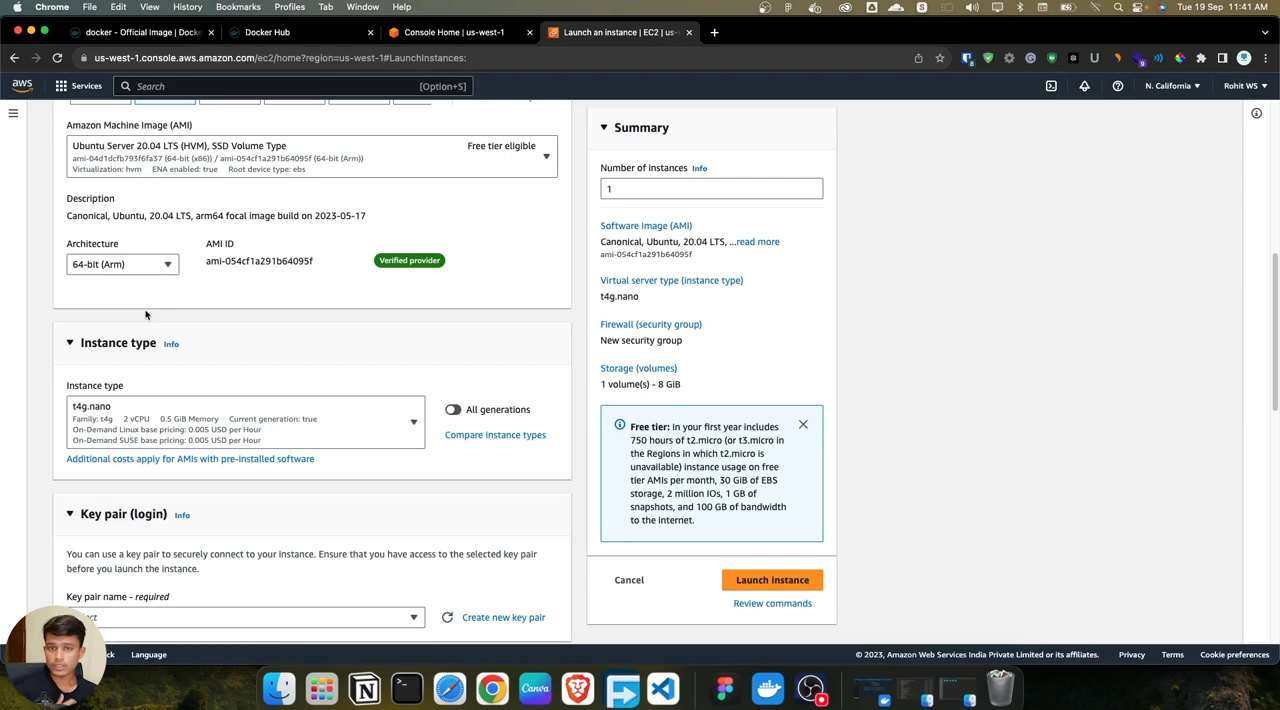 Chrome File Edit View History Bookmarks Profiles Tab Window Help Tue 19 Sep 11:41 AM
docker - Official Image | Docke Docker Hub Console Home | us-west-1 Launch an instance | EC2 | us-
us-west-1.console.aws.amazon.com/ec2/home?region=us-west-1#LaunchInstances:
aws Services Search [Option+S] N. California Rohit WS
Amazon Machine Image (AMI)
Ubuntu Server 20.04 LTS (HVM), SSD Volume Type Free tier eligible
ami-04d1dcfb793f6fa37 (64-bit (x86)) / ami-054cf1a291b64095f (64-bit (Arm))
Virtualization: hvm ENA enabled: true Root device type: ebs
Description
Canonical, Ubuntu, 20.04 LTS, arm64 focal image build on 2023-05-17
Architecture AMI ID
64-bit (Arm) ami-054cf1a291b64095f Verified provider
Instance type Info
Instance type
t4g.nano
Family: t4g 2 vCPU 0.5 GiB Memory Current generation: true
On-Demand Linux base pricing: 0.005 USD per Hour
On-Demand SUSE base pricing: 0.005 USD per Hour
All generations
Compare instance types
Additional costs apply for AMIs with pre-installed software
Key pair (login) Info
You can use a key pair to securely connect to your instance. Ensure that you have access to the selected key pair
before you launch the instance.
Key pair name - required
Create new key pair
Summary
Number of instances Info
1
Software Image (AMI)
Canonical, Ubuntu, 20.04 LTS, ...read more
ami-054cf1a291b64095f
Virtual server type (instance type)
t4g.nano
Firewall (security group)
New security group
Storage (volumes)
1 volume(s) - 8 GiB
Free tier: In your first year includes
750 hours of t2.micro (or t3.micro in
the Regions in which t2.micro is
unavailable) instance usage on free
tier AMIs per month, 30 GiB of EBS
storage, 2 million IOs, 1 GB of
snapshots, and 100 GB of bandwidth
to the internet.
Cancel Launch instance
Review commands
Language © 2023, Amazon Web Services India Private Limited or its affiliates. Privacy Terms Cookie preferences
Canva